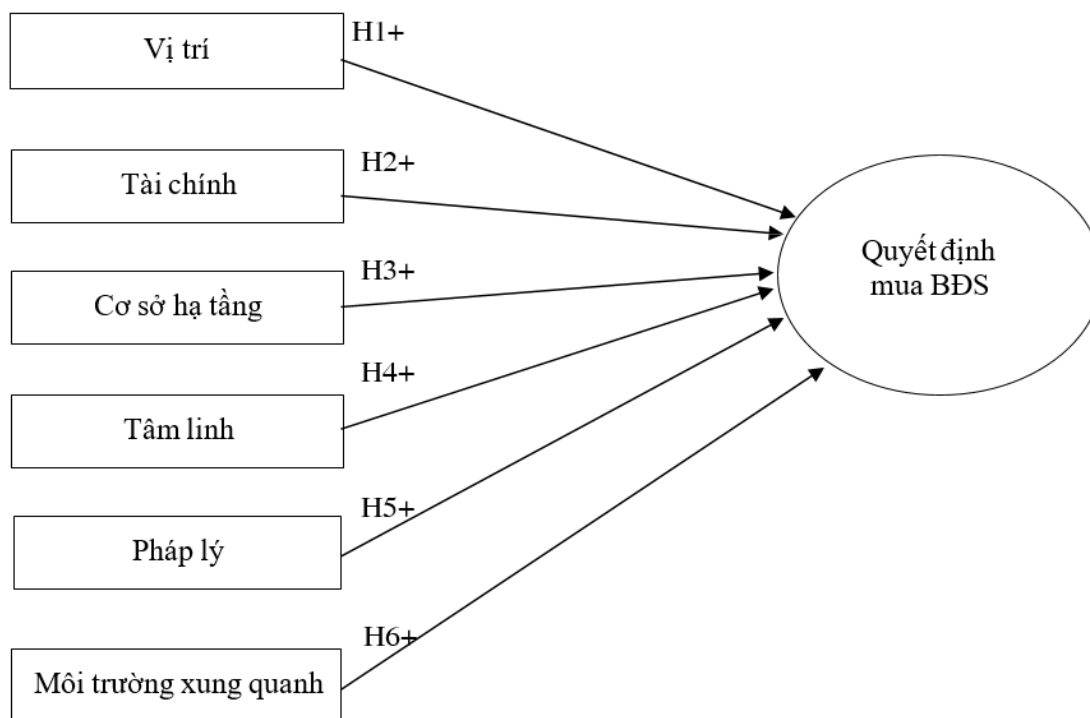 H1+
Vị trí
H2+
Tài chính
H3+
Cơ sở hạ tầng
H4+
Tâm linh
H5+
Pháp lý
H6+
Môi trường xung quanh
Quyết định
mua BĐS